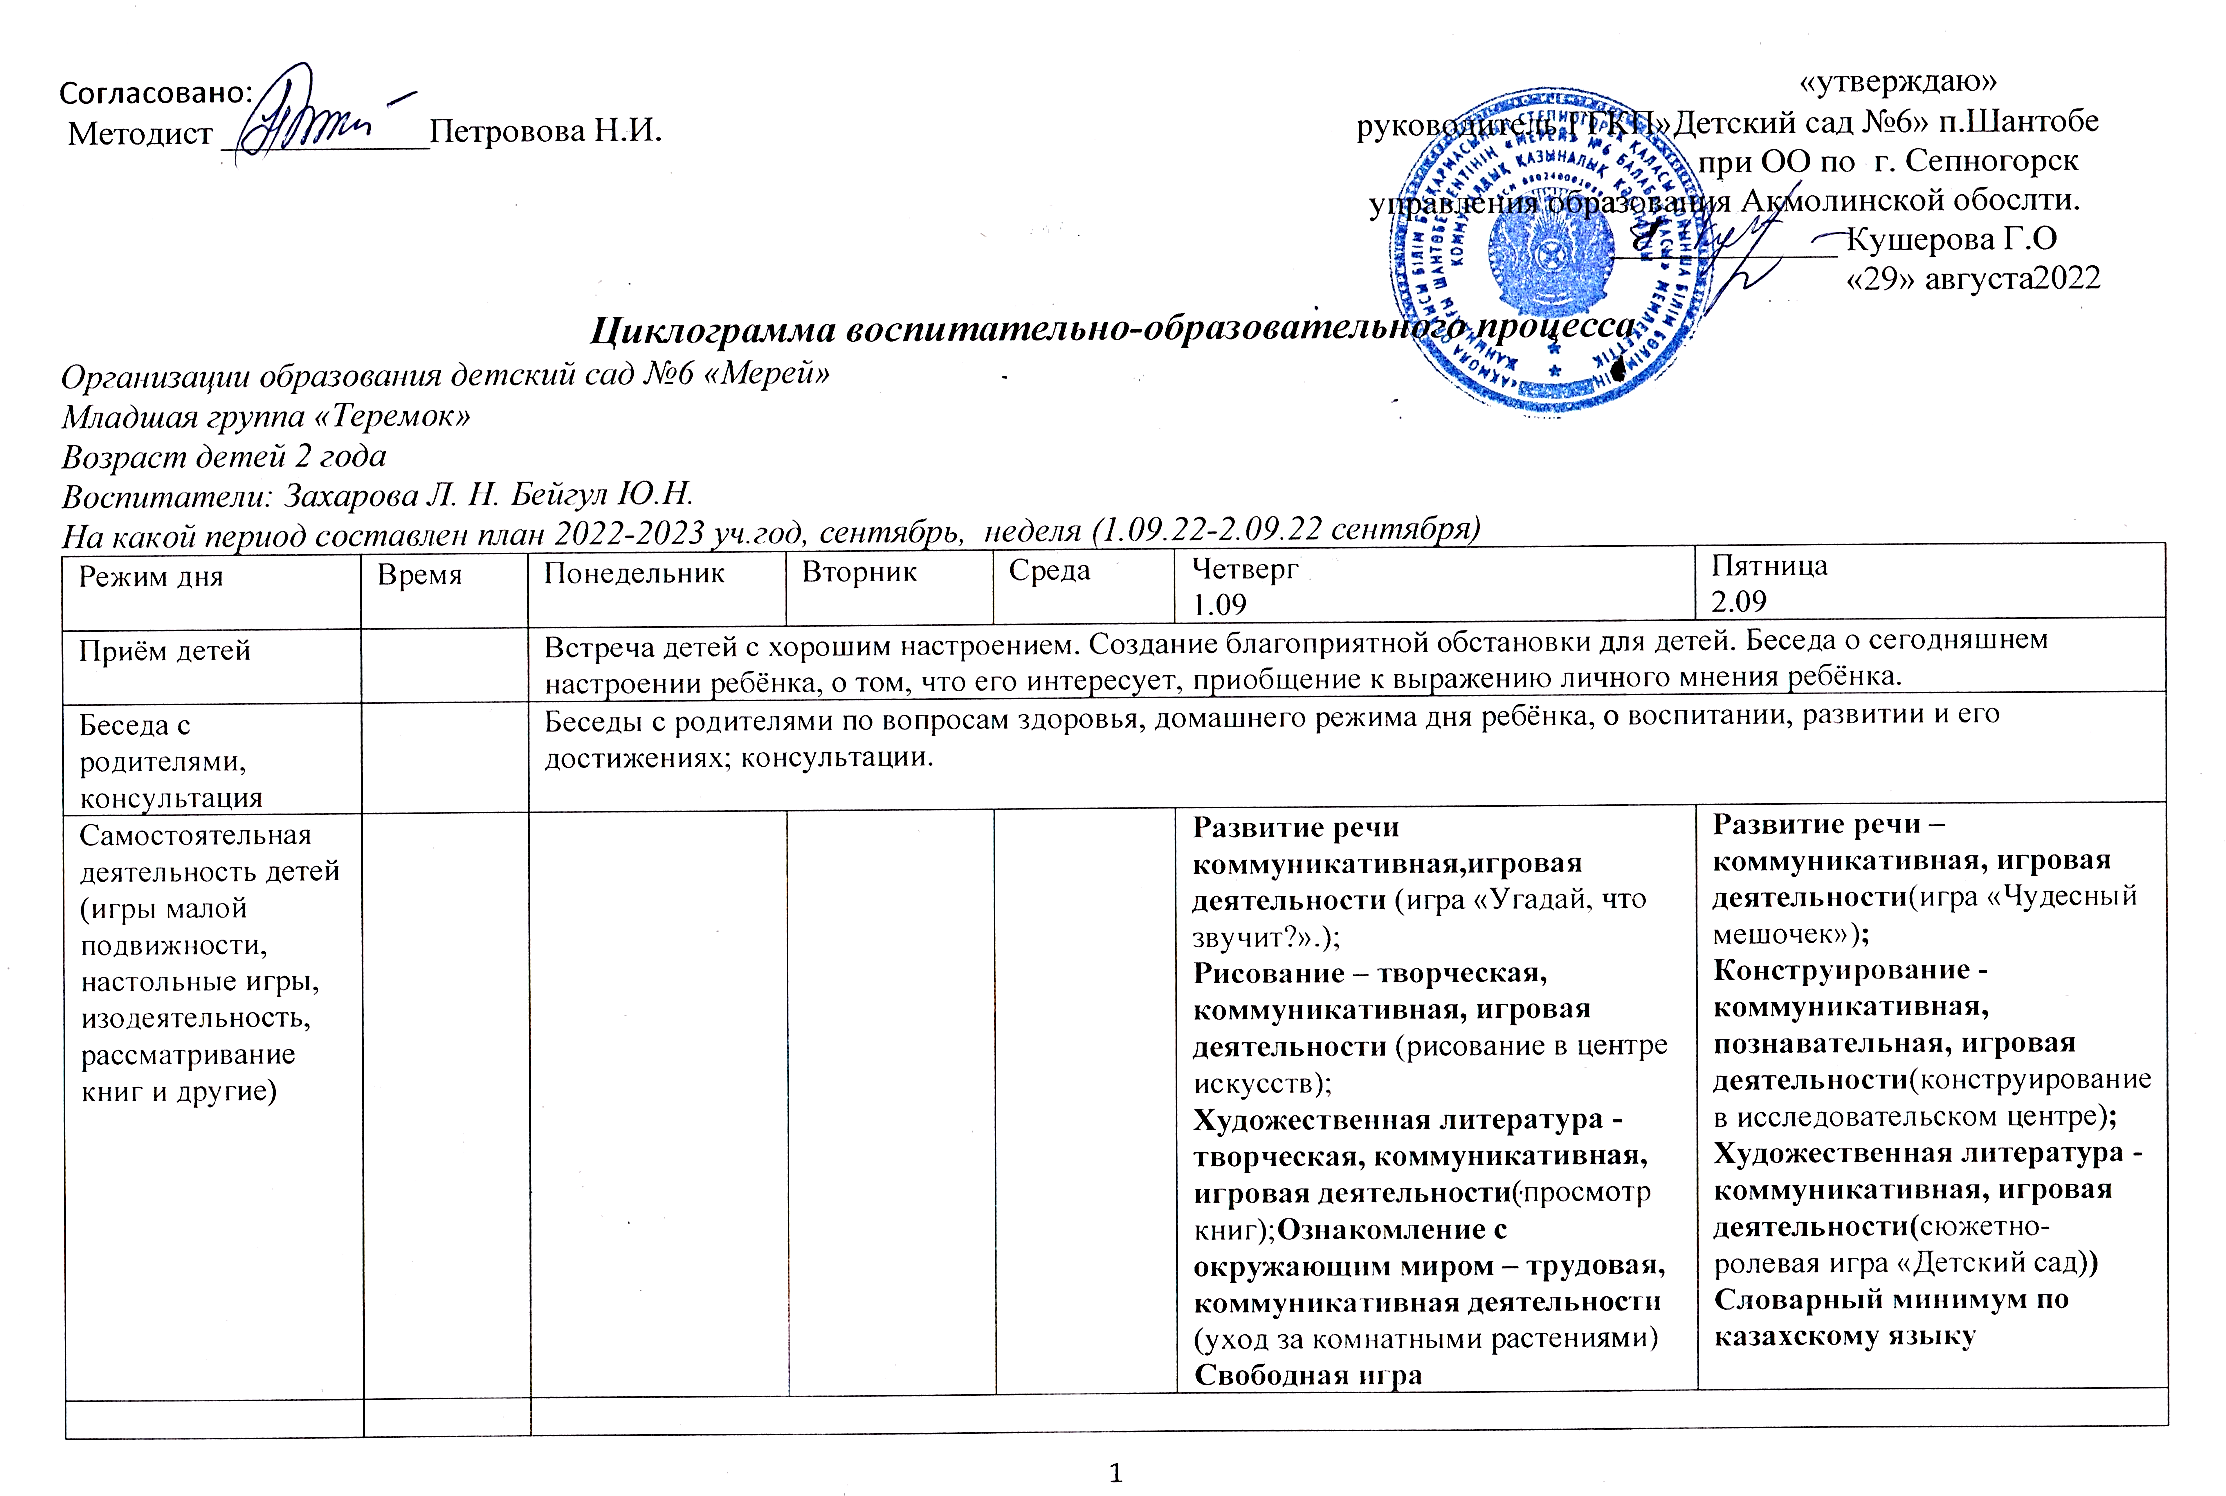 Согласовано:
Методист ______________Петровова Н.И.
«утверждаю»
руководитель ГГКП»Детский сад №6» п.Шантобе
при ОО по г. Сепногорск
управления образования Акмолинской обослти.
Кушерова Г.О
«29» августа2022
Циклограмма воспитательно-образовательного процесса
Организации образования детский сад №6 «Мерей»
Младшая группа «Теремок»
Возраст детей 2 года
Воспитатели: Захарова Л. Н. Бейгул Ю.Н.
На какой период составлен план 2022-2023 уч.год, сентябрь, неделя (1.09.22-2.09.22 сентября)
Режим дня
Время
Понедельник
Вторник
Среда
Четверг
1.09
Пятница
2.09
Приём детей
Встреча детей с хорошим настроением. Создание благоприятной обстановки для детей. Беседа о сегодняшнем
настроении ребёнка, о том, что его интересует, приобщение к выражению личного мнения ребёнка.
Беседа с
родителями,
консультация
Беседы с родителями по вопросам здоровья, домашнего режима дня ребёнка, о воспитании, развитии и его
достижениях; консультации.
Самостоятельная
деятельность детей
(игры малой
подвижности,
настольные игры,
изодеятельность,
рассматривание
книг и другие)
Развитие речи
коммуникативная,игровая
деятельности (игра «Угадай, что
звучит?».);
Рисование – творческая,
коммуникативная, игровая
деятельности (рисование в центре
искусств);
Художественная литература -
творческая, коммуникативная,
игровая деятельности(просмотр
книг);Ознакомление с
окружающим миром – трудовая,
коммуникативная деятельности
(уход за комнатными растениями)
Свободная игра
Развитие речи –
коммуникативная, игровая
деятельности(игра «Чудесный
мешочек»);
Конструирование -
коммуникативная,
познавательная, игровая
деятельности(конструирование
в исследовательском центре);
Художественная литература -
коммуникативная, игровая
деятельности(сюжетно-
ролевая игра «Детский сад))
Словарный минимум по
казахскому языку
1